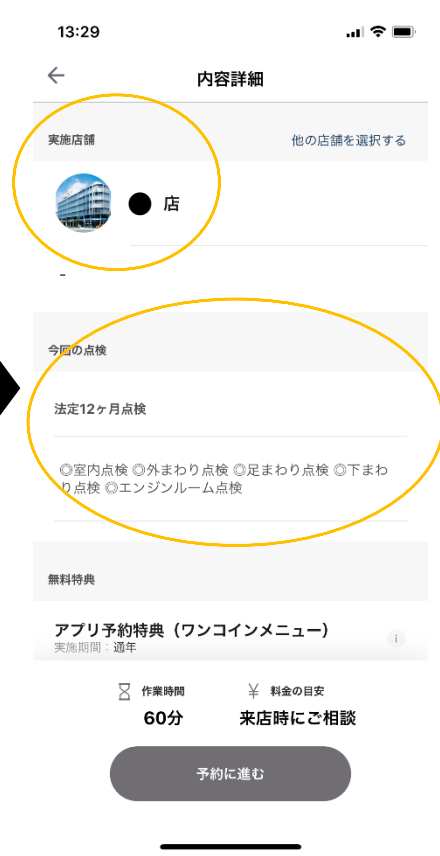 13:29
内容詳細
実施店舗
他の店舗を選択する
● 店
-
今回の点検
法定12ヶ月点検
◎室内点検 ◎外まわり点検 ◎足まわり点検 ◎下まわ
り点検 ◎エンジンルーム点検
無料特典
アプリ予約特典（ワンコインメニュー）
実施期間：通年
作業時間
¥ 料金の目安
60分
来店時にご相談
予約に進む